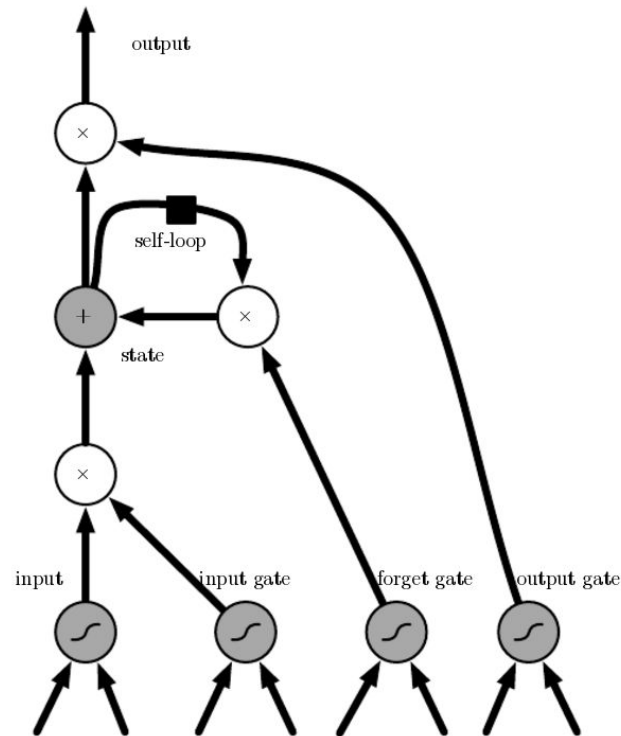 output
×
self-loop
+
×
state
×
input
input gate
forget gate
output gate